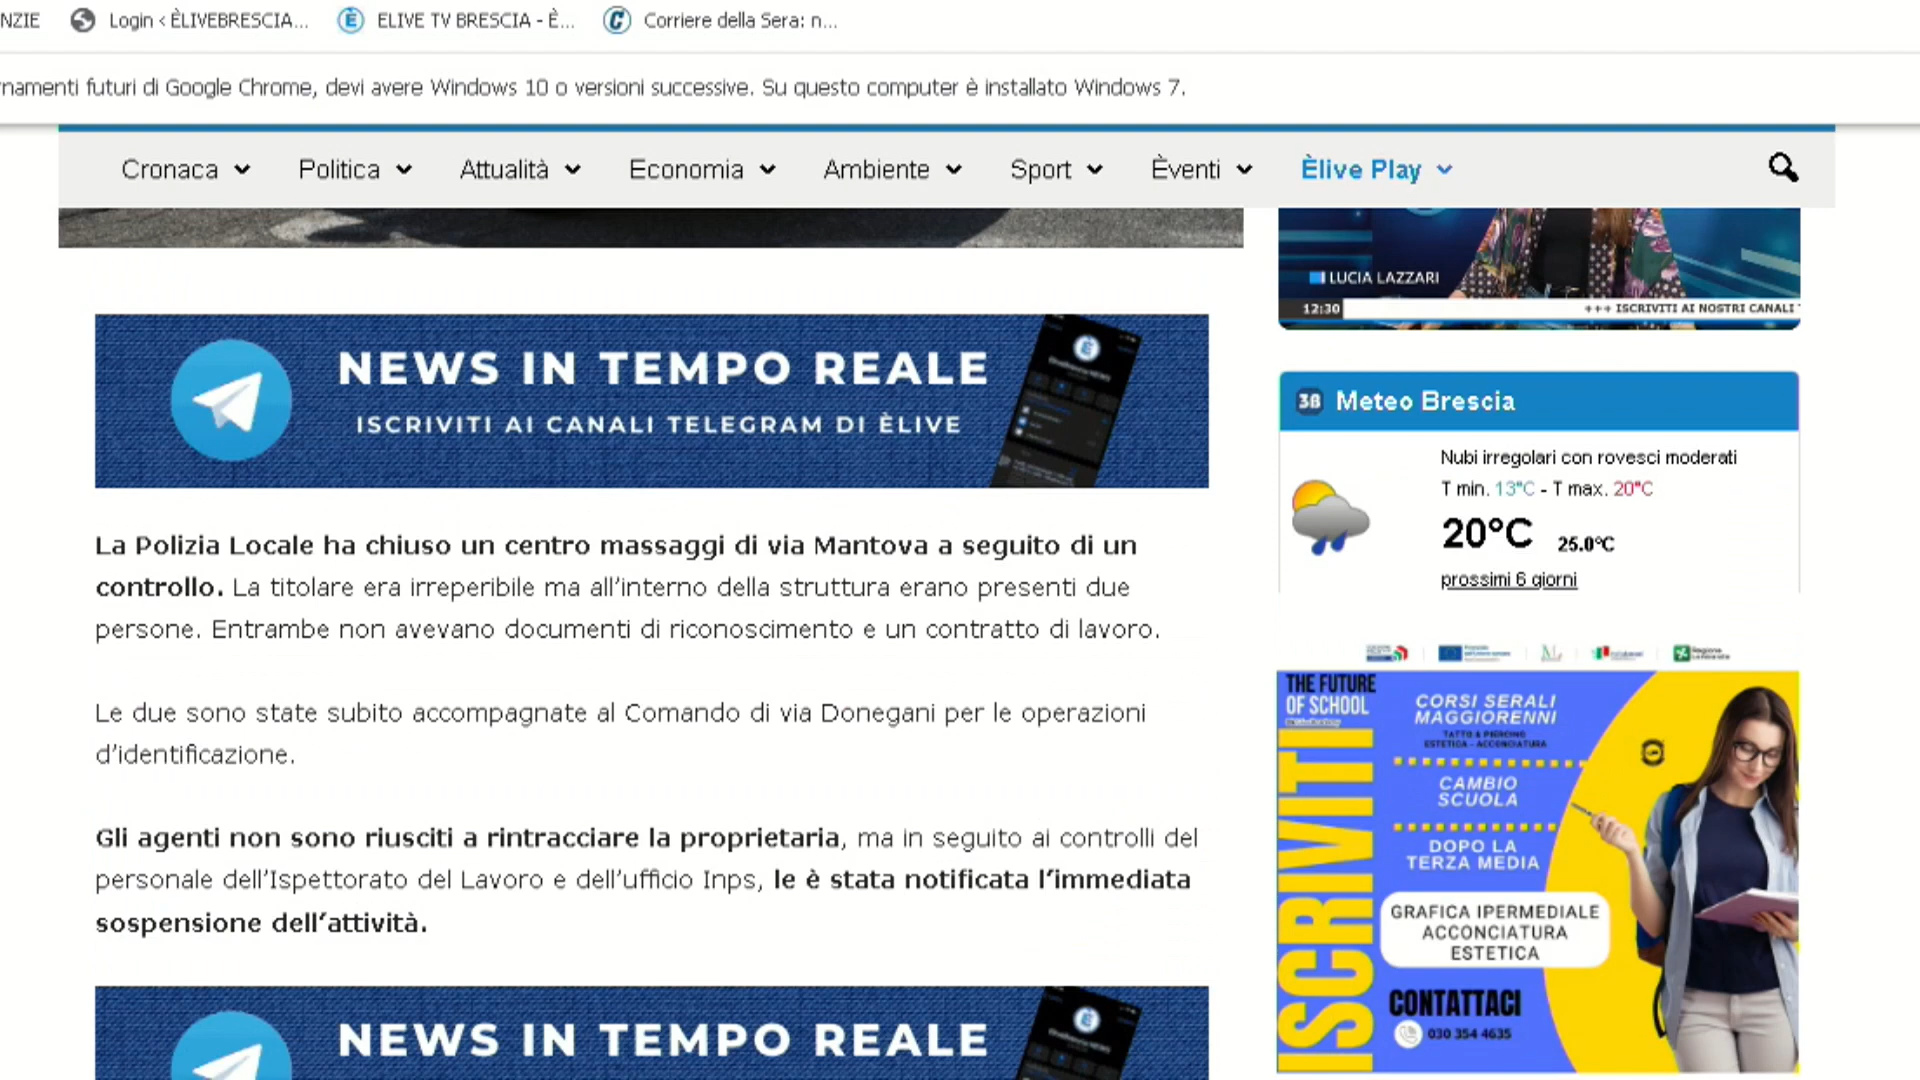 NZIE
Login < ÈLIVEBRESCIA...
ELIVE TV BRESCIA - È...
Corriere della Sera: n...
namenti futuri di Google Chrome, devi avere Windows 10 o versioni successive. Su questo computer è installato Windows 7.
Cronaca
Politica
Attualità
Economia
Ambiente
Sport
Èventi
Èlive Play
LUCIA LAZZARI
12:30
+++ ISCRIVITI AI NOSTRI CANALI
NEWS IN TEMPO REALE
ISCRIVITI AI CANALI TELEGRAM DI ÈLIVE
La Polizia Locale ha chiuso un centro massaggi di via Mantova a seguito di un
controllo. La titolare era irreperibile ma all'interno della struttura erano presenti due
persone. Entrambe non avevano documenti di riconoscimento e un contratto di lavoro.
Le due sono state subito accompagnate al Comando di via Donegani per le operazioni
d'identificazione.
Gli agenti non sono riusciti a rintracciare la proprietaria, ma in seguito ai controlli del
personale dell'Ispettorato del Lavoro e dell'ufficio Inps, le è stata notificata l'immediata
sospensione dell'attività.
NEWS IN TEMPO REALE
3B Meteo Brescia
Nubi irregolari con rovesci moderati
T min. 13°C - T max. 20°C
20°C 25.0°C
prossimi 6 giorni
THE FUTURE
OF SCHOOL
ISCRIVITI
CORSI SERALI
MAGGIORENNI
TATTO & PIERCING
ESTETICA - ACCONCIATURA
CAMBIO
SCUOLA
DOPO LA
TERZA MEDIA
GRAFICA IPERMEDIALE
ACCONCIATURA
ESTETICA
CONTATTACI
030 354 4635